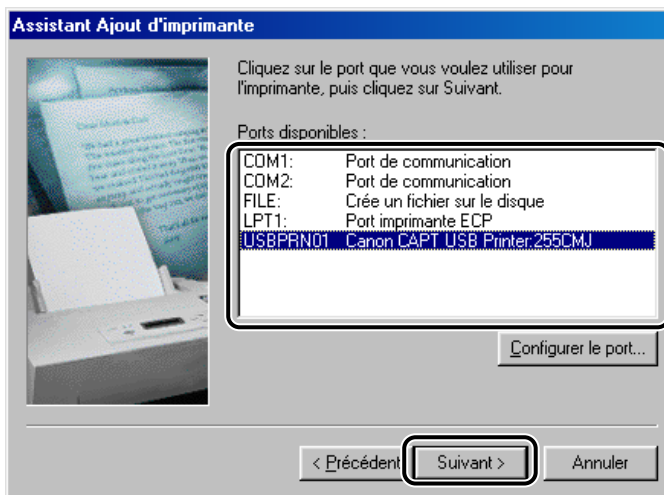 Assistant Ajout d'imprimante
Cliquez sur le port que vous voulez utiliser pour
l'imprimante, puis cliquez sur Suivant.
Ports disponibles :
COM1: Port de communication
COM2: Port de communication
FILE: Crée un fichier sur le disque
LPT1: Port imprimante ECP
USBPRN01 Canon CAPT USB Printer:255CMJ
Configurer le port...
< Précédent Suivant > Annuler